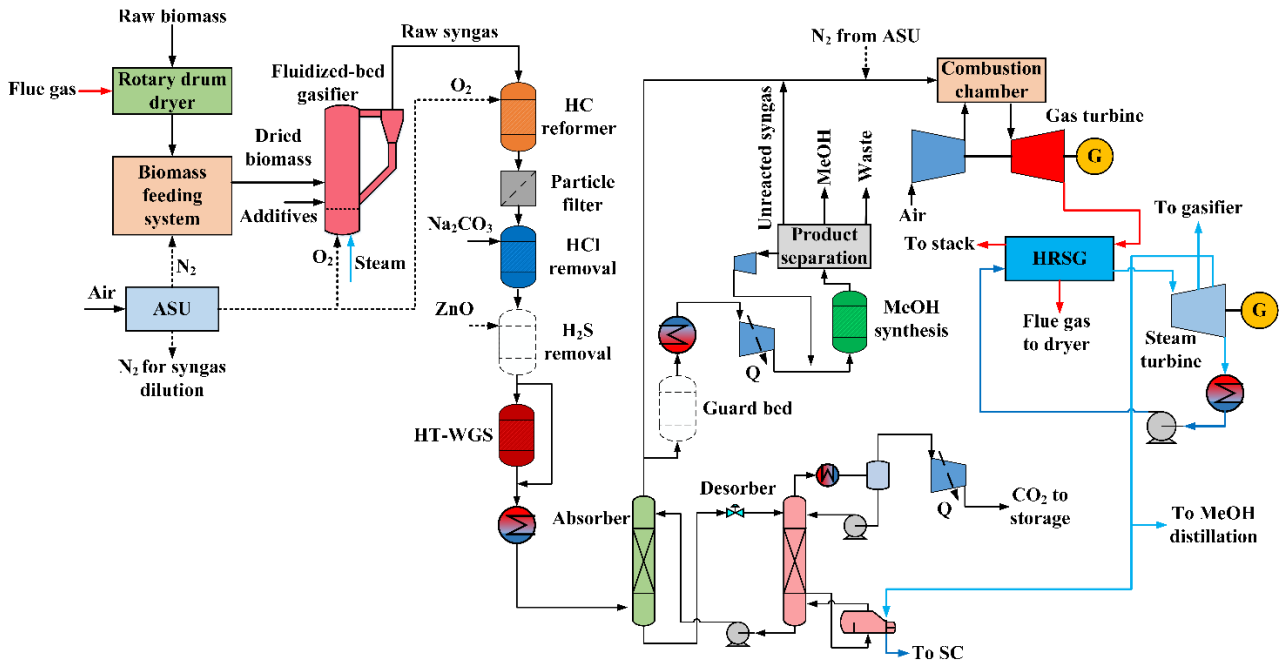 Raw biomass
Flue gas
Rotary drum
dryer
Biomass
feeding
system
N2
Air
ASU
N2 for syngas
dilution
Fluidized-bed
gasifier
Dried
biomass
Additives
O2
Steam
Raw syngas
O2
HC
reformer
Particle
filter
Na2CO3
HCl
removal
ZnO
H2S
removal
HT-WGS
Absorber
Desorber
Guard bed
Q
MeOH
synthesis
Product
separation
Unreacted syngas
MeOH
Waste
N2 from ASU
Combustion
chamber
Gas turbine
G
Air
To stack
HRSG
Flue gas
to dryer
To gasifier
G
Steam
turbine
Q
CO2 to
storage
To MeOH
distillation
To SC